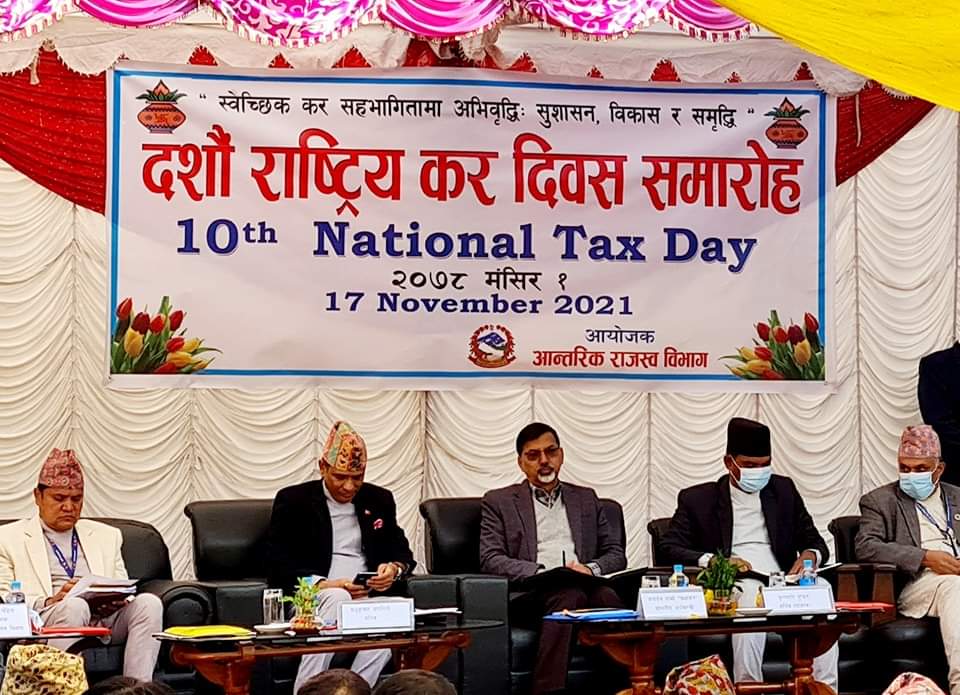 " स्वेच्छिक कर सहभागितामा अभिवृद्धिः सुशासन, विकास र समृद्धि "
दशौं राष्ट्रिय कर दिवस समारोह
10th National Tax Day
२०७८ मंसिर १
17 November 2021
आयोजक
आन्तरिक राजस्व विभाग